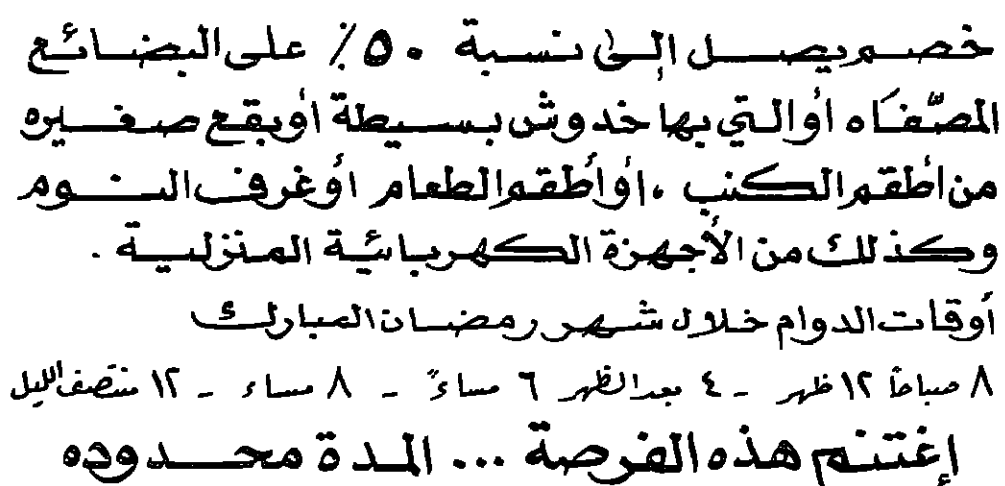 خصم يصل إلى نسبة ٥٠٪ على البضائع
المصّفاه أو التي بها خدوش بسيطة أو بقع صغيره
من أطقم الكنب ، أو أطقم الطعام أو غرف النوم
وكذلك من الأجهزة الكهربائية المنزلية .
أوقات الدوام خلال شهر رمضان المبارك
٨ صباحاً ١٢ ظهر - ٤ بعد الظهر ٦ مساءً - ٨ مساء - ١٢ منتصف الليل
إغتنم هذه الفرصة ... المدة محدوده